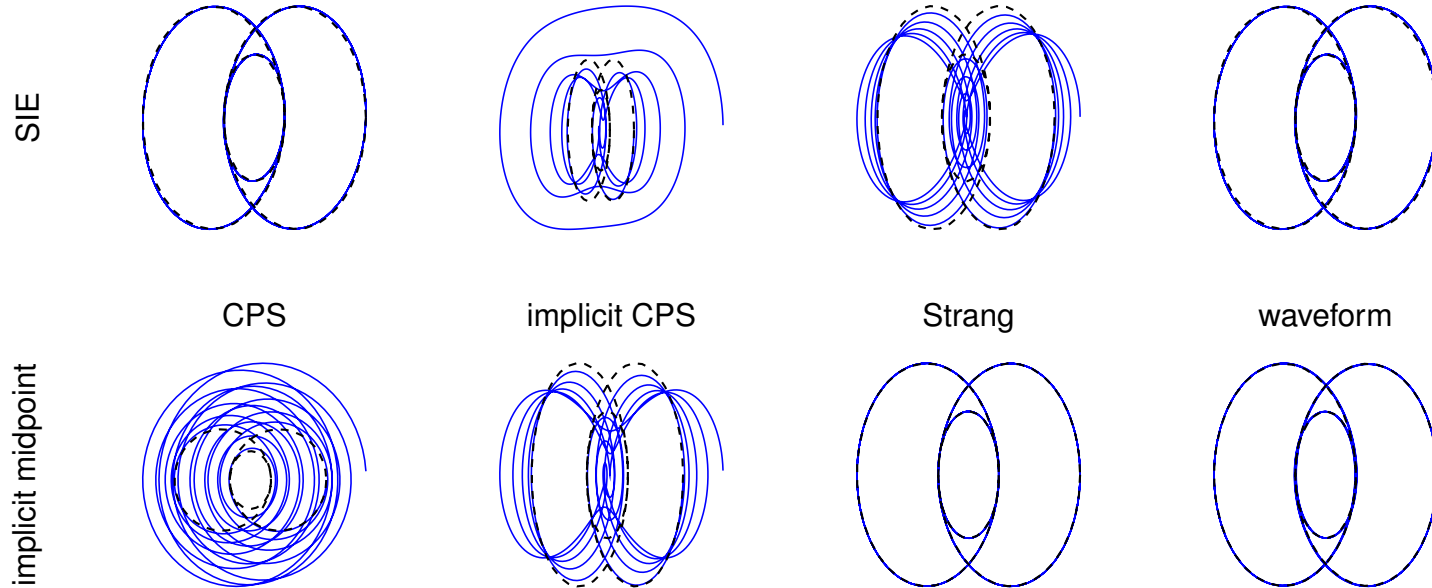 SIE
CPS
implicit CPS
Strang
waveform
implicit midpoint